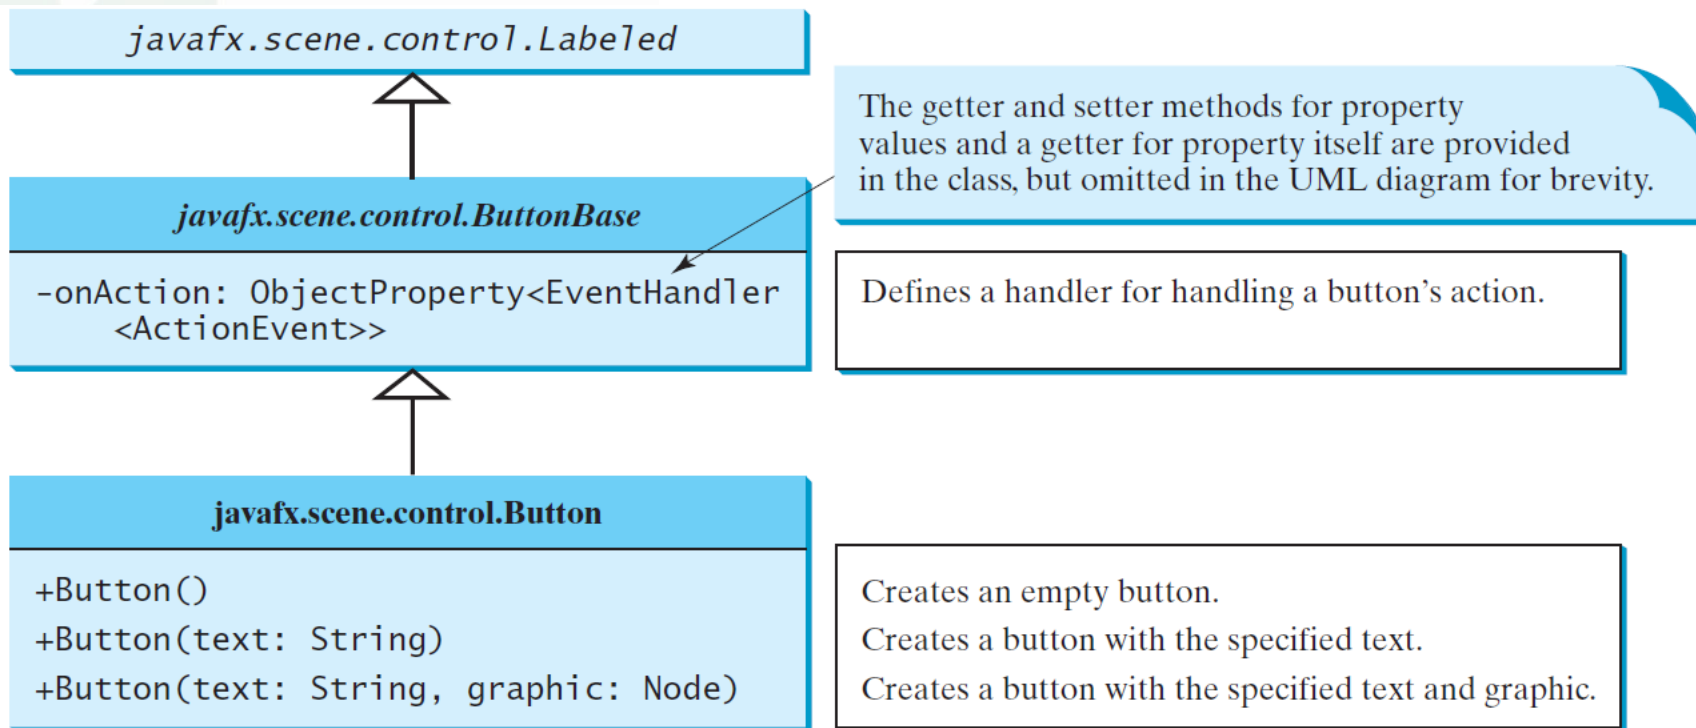 javafx.scene.control.Labeled
The getter and setter methods for property
values and a getter for property itself are provided
in the class, but omitted in the UML diagram for brevity.
javafx.scene.control.ButtonBase
-onAction: ObjectProperty<EventHandler
<ActionEvent>>
Defines a handler for handling a button’s action.
javafx.scene.control.Button
+Button()
+Button(text: String)
+Button(text: String, graphic: Node)
Creates an empty button.
Creates a button with the specified text.
Creates a button with the specified text and graphic.